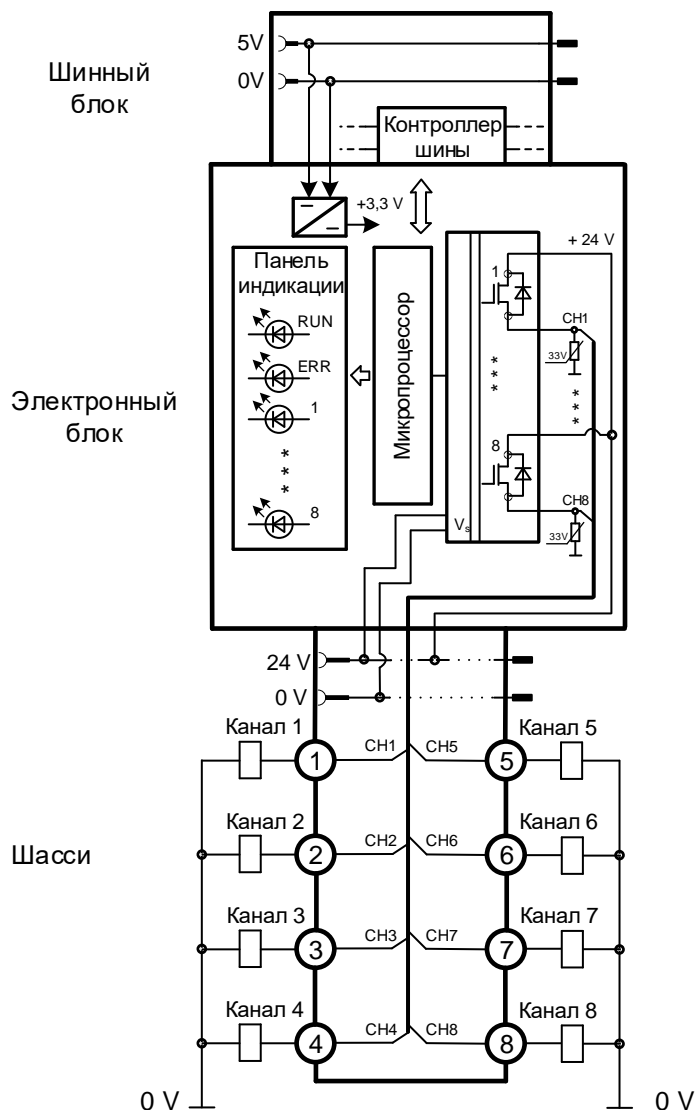 Шинный
блок
5V
0V
Контроллер
шины
+3,3 V
Панель
индикации
RUN
ERR
1
* * *
8
Электронный
блок
Микропроцессор
+ 24 V
1
CH1
33V
* * *
* * *
8
CH8
33V
Vs
24 V
0 V
Шасси
Канал 1
1
CH1
CH5
5
Канал 5
Канал 2
2
CH2
CH6
6
Канал 6
Канал 3
3
CH3
CH7
7
Канал 7
Канал 4
4
CH4
CH8
8
Канал 8
0 V
0 V